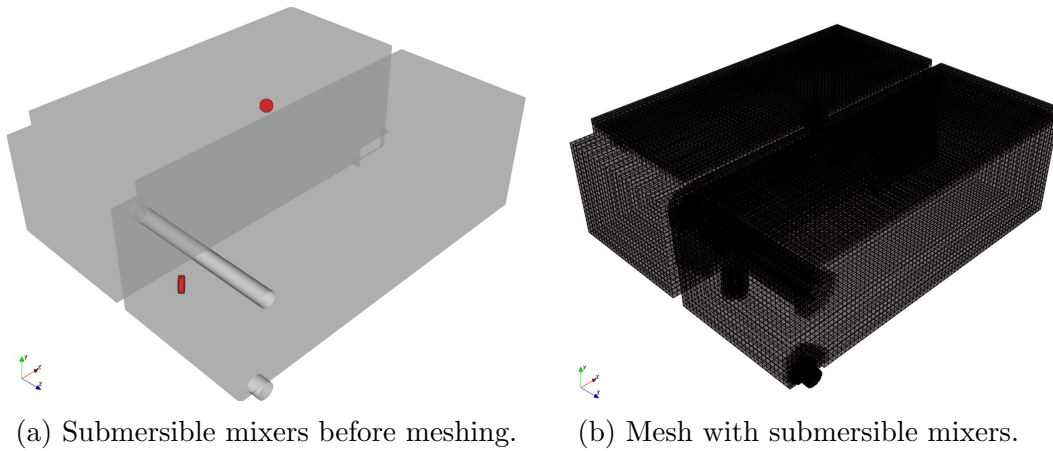 Y
X
Z
Y
X
Z
(a) Submersible mixers before meshing.
(b) Mesh with submersible mixers.